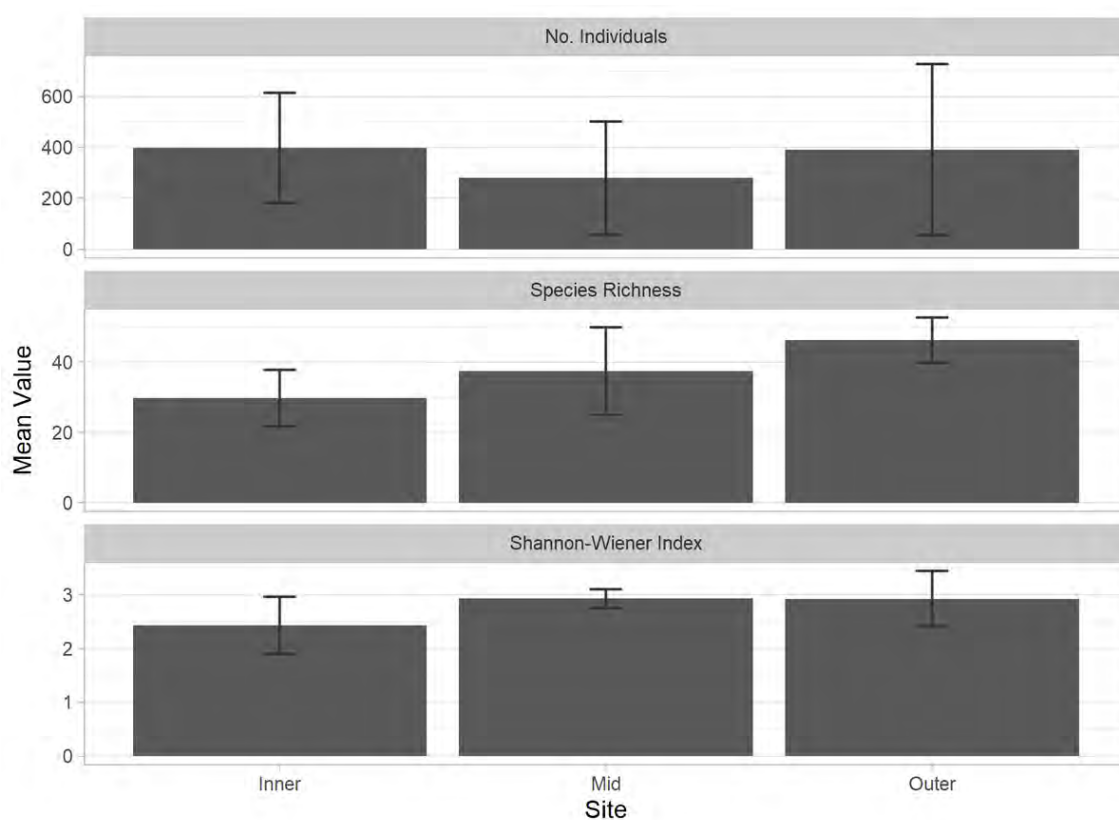 No. Individuals
600
400
200
0
Species Richness
40
20
0
Mean Value
Shannon-Wiener Index
3
2
1
0
Inner Mid Outer
Site